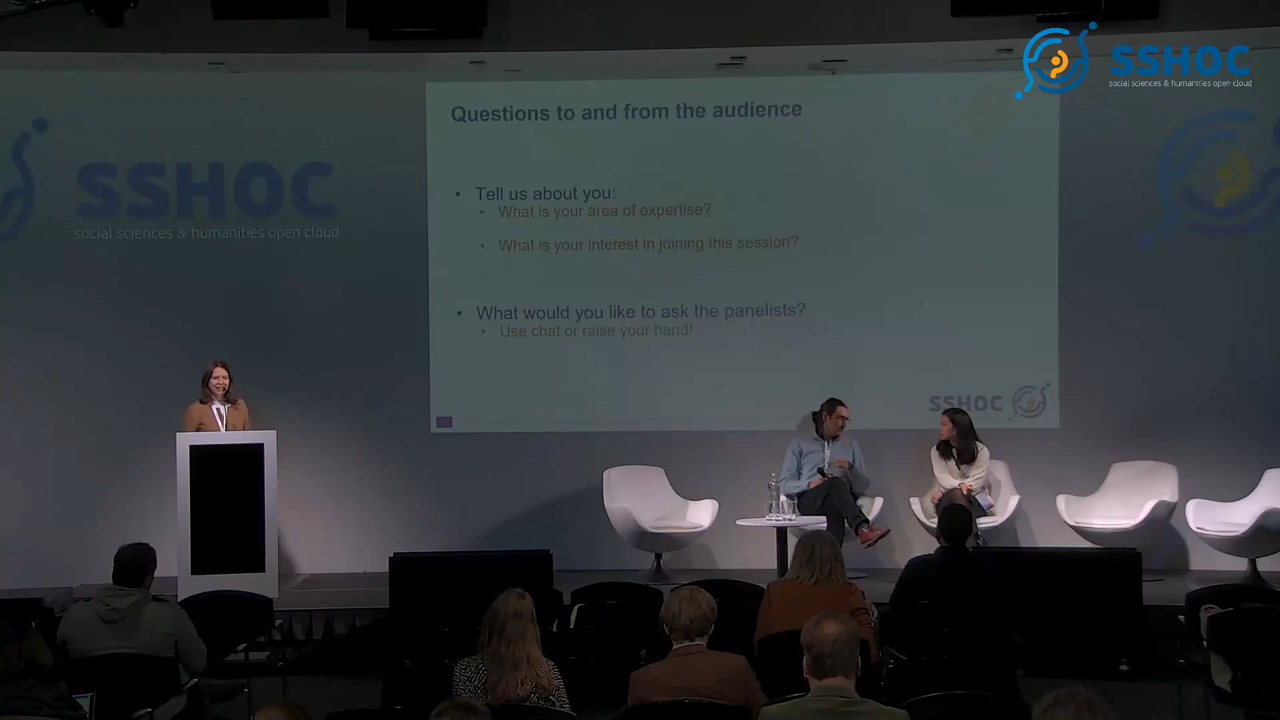 SSHOC
social sciences & humanities open cloud
Questions to and from the audience
SSHOC
social sciences & humanities open cloud
• Tell us about you:
• What is your area of expertise?
• What is your interest in joining this session?
• What would you like to ask the panelists?
• Use chat or raise your hand!
SSHOC